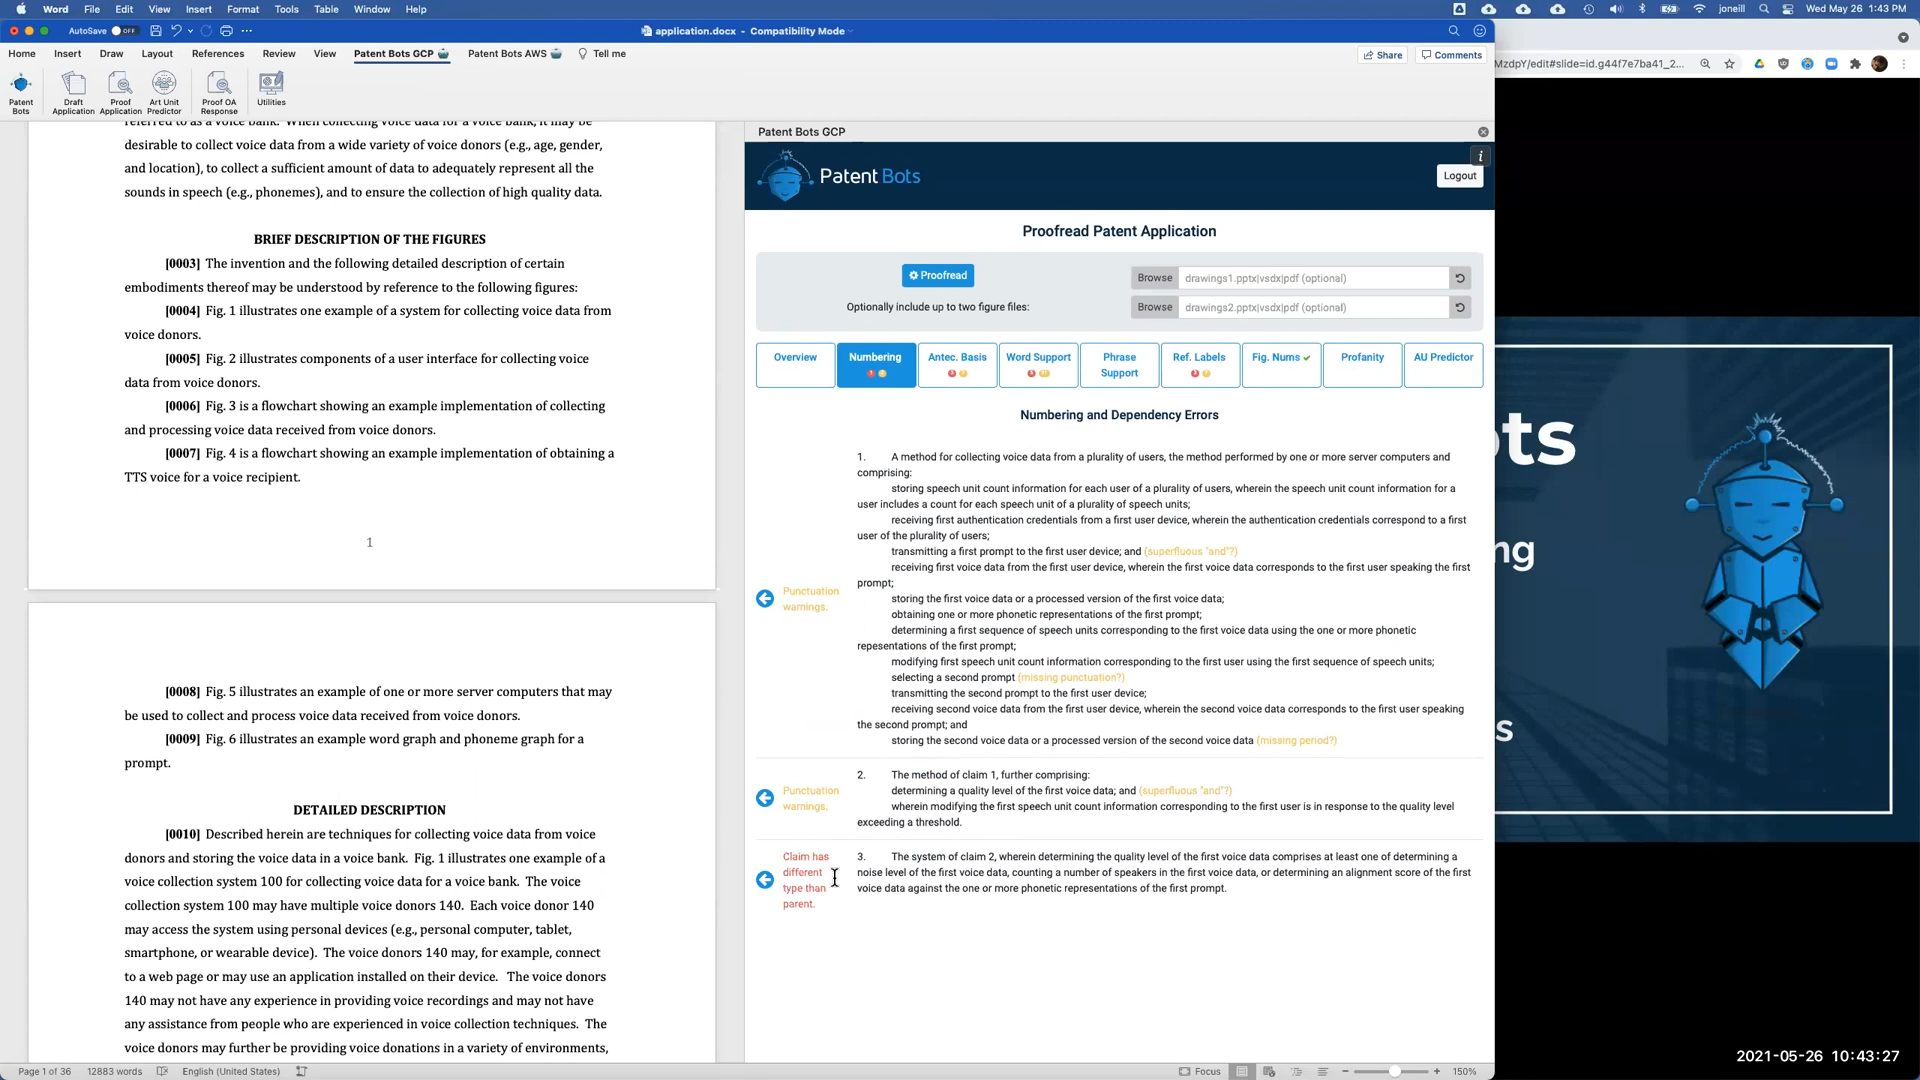 Word File Edit View Insert Format Tools Table Window Help
joneill Wed May 26 1:43 PM
AutoSave OFF
application.docx - Compatibility Mode
Home Insert Draw Layout References Review View Patent Bots GCP Patent Bots AWS Tell me
Share Comments
MzdpY/edit#slide=id.g44f7e7ba41_2...
Patent Bots
Draft Application
Proof Application
Art Unit Predictor
Proof OA Response
Utilities
referred to as a voice bank. When collecting voice data for a voice bank, it may be
desirable to collect voice data from a wide variety of voice donors (e.g., age, gender,
and location), to collect a sufficient amount of data to adequately represent all the
sounds in speech (e.g., phonemes), and to ensure the collection of high quality data.
BRIEF DESCRIPTION OF THE FIGURES
[0003] The invention and the following detailed description of certain
embodiments thereof may be understood by reference to the following figures:
[0004] Fig. 1 illustrates one example of a system for collecting voice data from
voice donors.
[0005] Fig. 2 illustrates components of a user interface for collecting voice
data from voice donors.
[0006] Fig. 3 is a flowchart showing an example implementation of collecting
and processing voice data received from voice donors.
[0007] Fig. 4 is a flowchart showing an example implementation of obtaining a
TTS voice for a voice recipient.
1
[0008] Fig. 5 illustrates an example of one or more server computers that may
be used to collect and process voice data received from voice donors.
[0009] Fig. 6 illustrates an example word graph and phoneme graph for a
prompt.
DETAILED DESCRIPTION
[0010] Described herein are techniques for collecting voice data from voice
donors and storing the voice data in a voice bank. Fig. 1 illustrates one example of a
voice collection system 100 for collecting voice data for a voice bank. The voice
collection system 100 may have multiple voice donors 140. Each voice donor 140
may access the system using personal devices (e.g., personal computer, tablet,
smartphone, or wearable device). The voice donors 140 may, for example, connect
to a web page or may use an application installed on their device. The voice donors
140 may not have any experience in providing voice recordings and may not have
any assistance from people who are experienced in voice collection techniques. The
voice donors may further be providing voice donations in a variety of environments,
Patent Bots GCP
i
Patent Bots
Logout
Proofread Patent Application
Proofread
Optionally include up to two figure files:
Browse drawings1.pptx|vsdx|pdf (optional)
Browse drawings2.pptx|vsdx|pdf (optional)
Overview
Numbering
Antec. Basis
Word Support
Phrase Support
Ref. Labels
Fig. Nums
Profanity
AU Predictor
Numbering and Dependency Errors
Punctuation warnings.
1. A method for collecting voice data from a plurality of users, the method performed by one or more server computers and
comprising:
storing speech unit count information for each user of a plurality of users, wherein the speech unit count information for a
user includes a count for each speech unit of a plurality of speech units;
receiving first authentication credentials from a first user device, wherein the authentication credentials correspond to a first
user of the plurality of users;
transmitting a first prompt to the first user device; and (superfluous "and"?)
receiving first voice data from the first user device, wherein the first voice data corresponds to the first user speaking the first
prompt;
storing the first voice data or a processed version of the first voice data;
obtaining one or more phonetic representations of the first prompt;
determining a first sequence of speech units corresponding to the first voice data using the one or more phonetic
representations of the first prompt;
modifying first speech unit count information corresponding to the first user using the first sequence of speech units;
selecting a second prompt (missing punctuation?)
transmitting the second prompt to the first user device;
receiving second voice data from the first user device, wherein the second voice data corresponds to the first user speaking
the second prompt; and
storing the second voice data or a processed version of the second voice data (missing period?)
Punctuation warnings.
2. The method of claim 1, further comprising:
determining a quality level of the first voice data; and (superfluous "and"?)
wherein modifying the first speech unit count information corresponding to the first user is in response to the quality level
exceeding a threshold.
Claim has different type than parent.
3. The system of claim 2, wherein determining the quality level of the first voice data comprises at least one of determining a
noise level of the first voice data, counting a number of speakers in the first voice data, or determining an alignment score of the first
voice data against the one or more phonetic representations of the first prompt.
ots
ng
s
2021-05-26 10:43:27
Page 1 of 36 12883 words English (United States)
Focus 150%